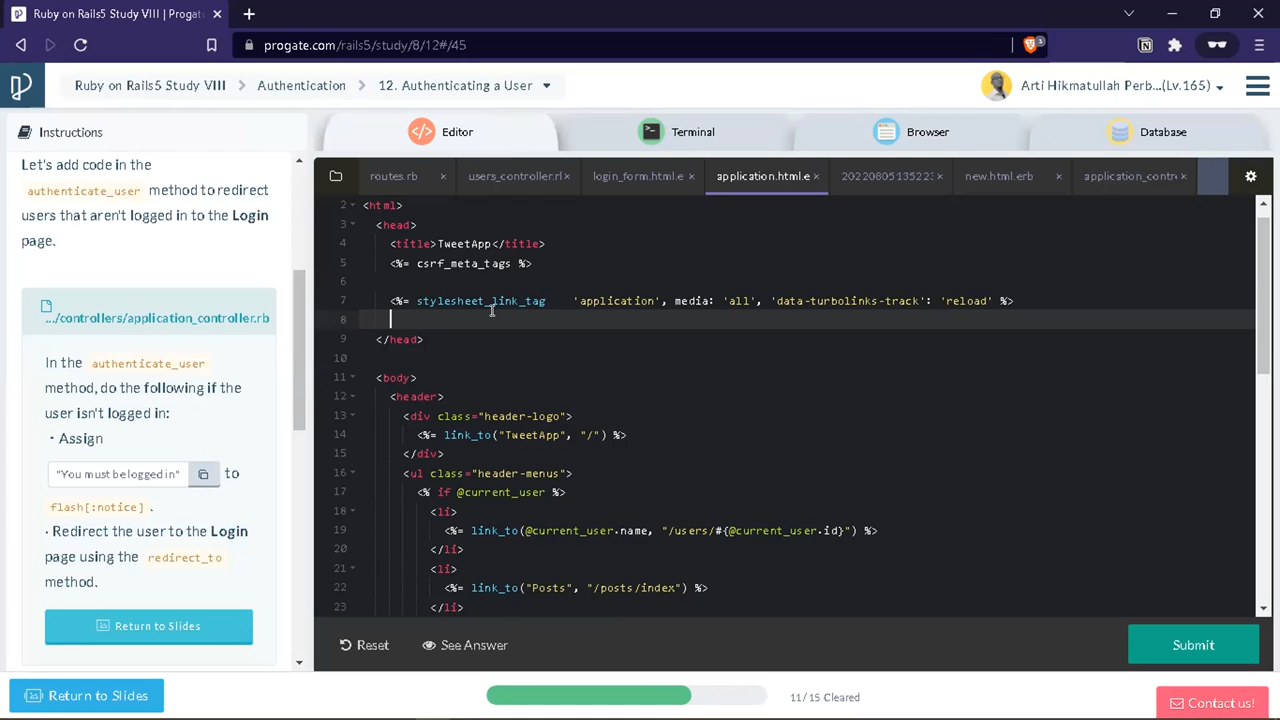 Ruby on Rails5 Study VIII | Progat
progate.com/rails5/study/8/12#/45
3
Ruby on Rails5 Study VIII
Authentication
12. Authenticating a User
Arti Hikmatullah Perb...(Lv.165)
Instructions
Let's add code in the
authenticate_user method to redirect
users that aren't logged in to the Login
page.
.../controllers/application_controller.rb
In the authenticate_user
method, do the following if the
user isn't logged in:
・Assign
"You must be logged in" to
flash[:notice] .
・Redirect the user to the Login
page using the redirect_to
method.
Return to Slides
Editor
Terminal
Browser
Database
routes.rb ×
users_controller.rl ×
login_form.html.e ×
application.html.e ×
202208051352231 ×
new.html.erb ×
application_contr ×
2 <html>
3 <head>
4 <title>TweetApp</title>
5 <%= csrf_meta_tags %>
6
7 <%= stylesheet_link_tag    'application', media: 'all', 'data-turbolinks-track': 'reload' %>
8
9 </head>
10
11 <body>
12 <header>
13 <div class="header-logo">
14 <%= link_to("TweetApp", "/") %>
15 </div>
16 <ul class="header-menus">
17 <% if @current_user %>
18 <li>
19 <%= link_to(@current_user.name, "/users/#{@current_user.id}") %>
20 </li>
21 <li>
22 <%= link_to("Posts", "/posts/index") %>
23 </li>
Reset
See Answer
Submit
Return to Slides
11/15 Cleared
Contact us!